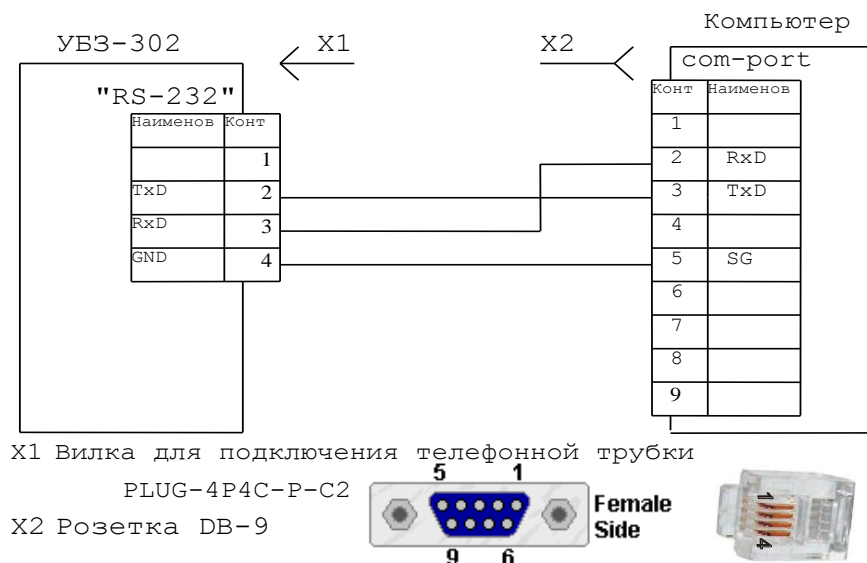 Компьютер
УБЗ-302
X1
X2
com-port
"RS-232"
Наименов Конт
1
TxD 2
RxD 3
GND 4
Конт Наименов
1
2 RxD
3 TxD
4
5 SG
6
7
8
9
X1 Вилка для подключения телефонной трубки
PLUG-4P4C-P-C2
X2 Розетка DB-9
5 1
Female
Side
9 6
1
4